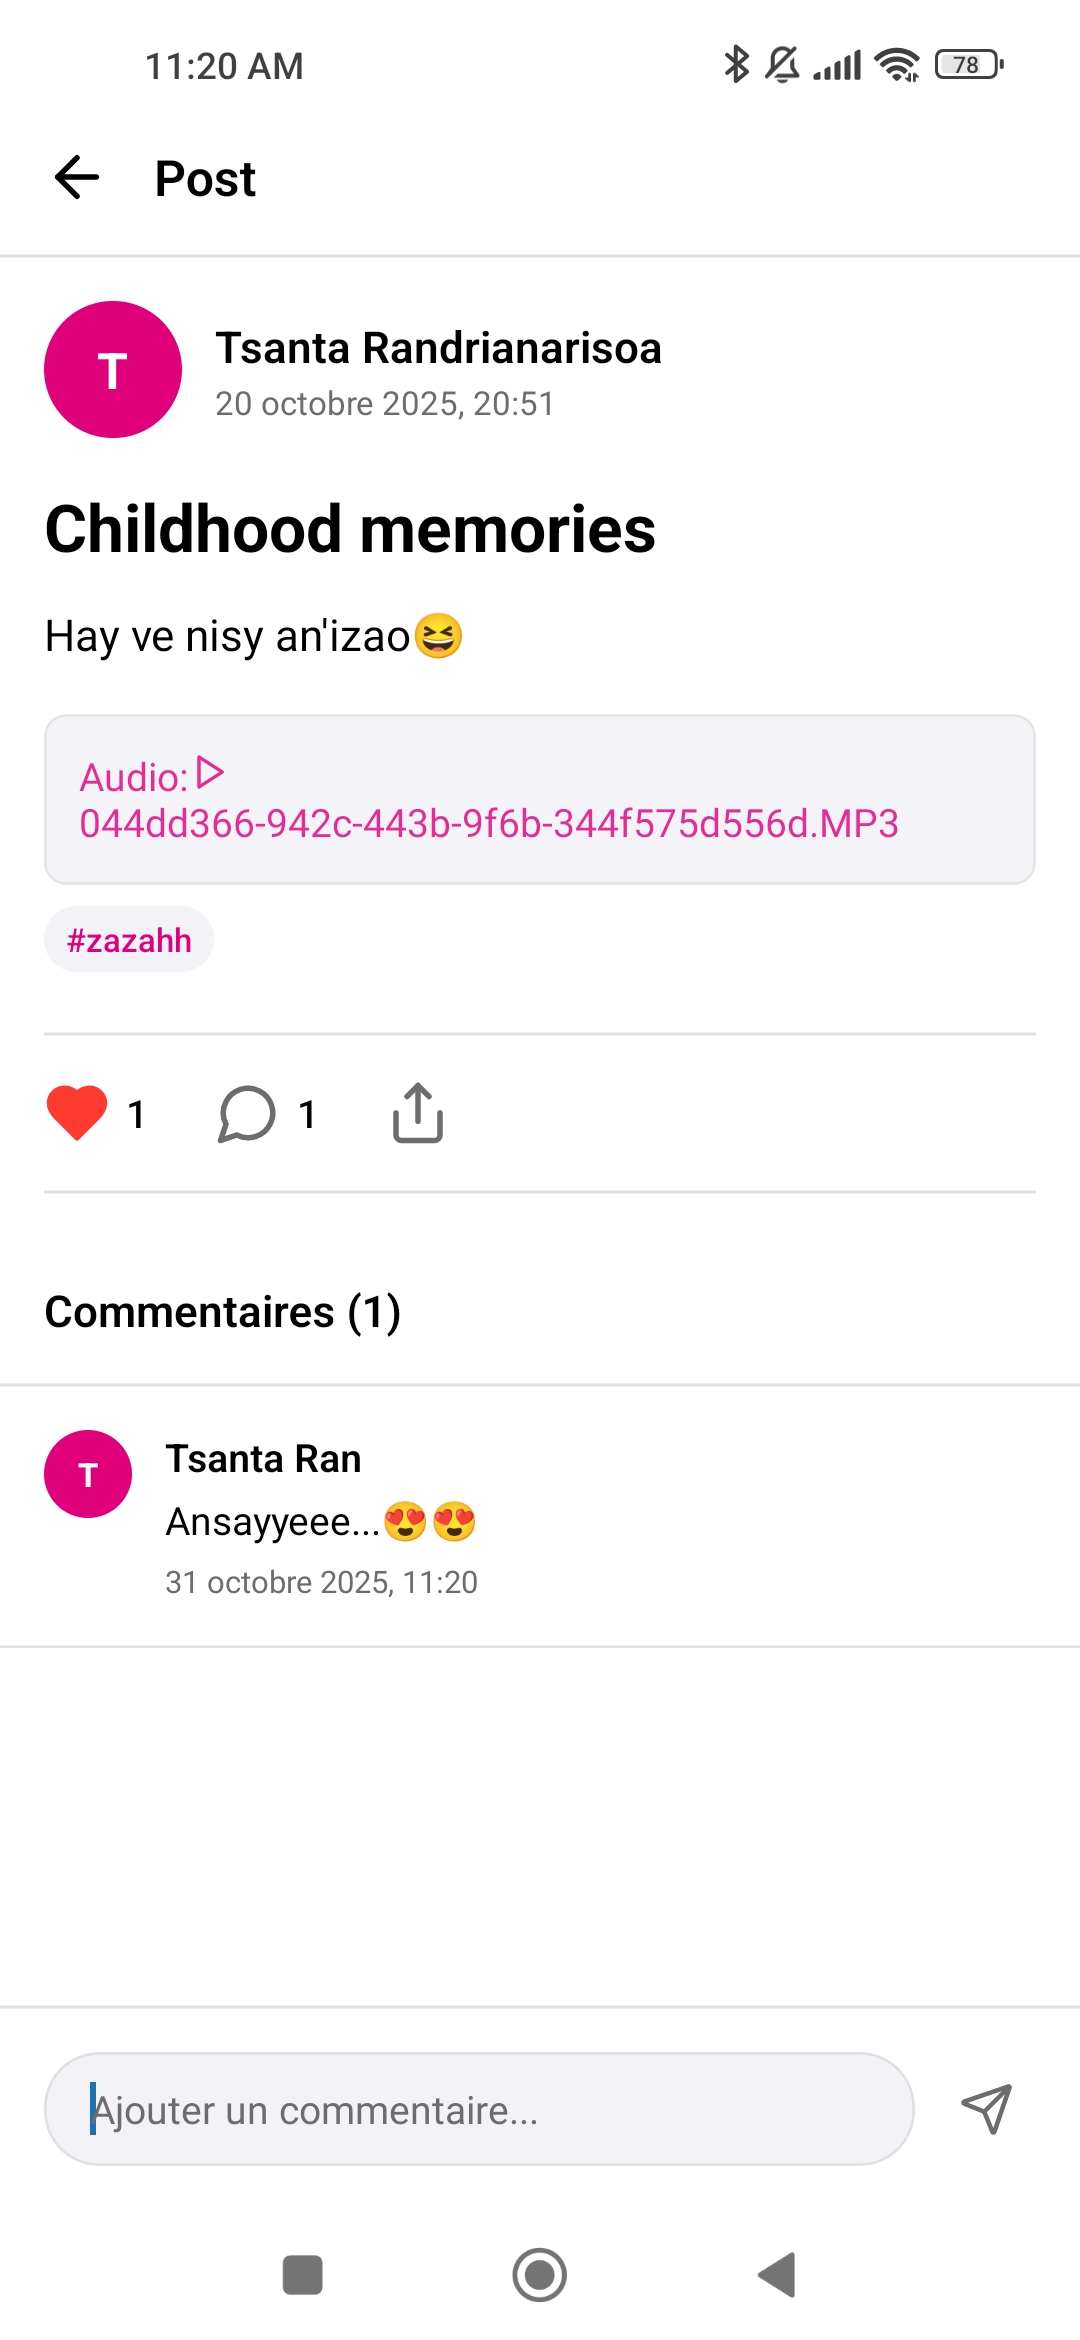 11:20 AM
78
Post
T
Tsanta Randrianarisoa
20 octobre 2025, 20:51
Childhood memories
Hay ve nisy an'izao😆
Audio:
044dd366-942c-443b-9f6b-344f575d556d.MP3
#zazahh
1
1
Commentaires (1)
T
Tsanta Ran
Ansayyeee...😍😍
31 octobre 2025, 11:20
Ajouter un commentaire...